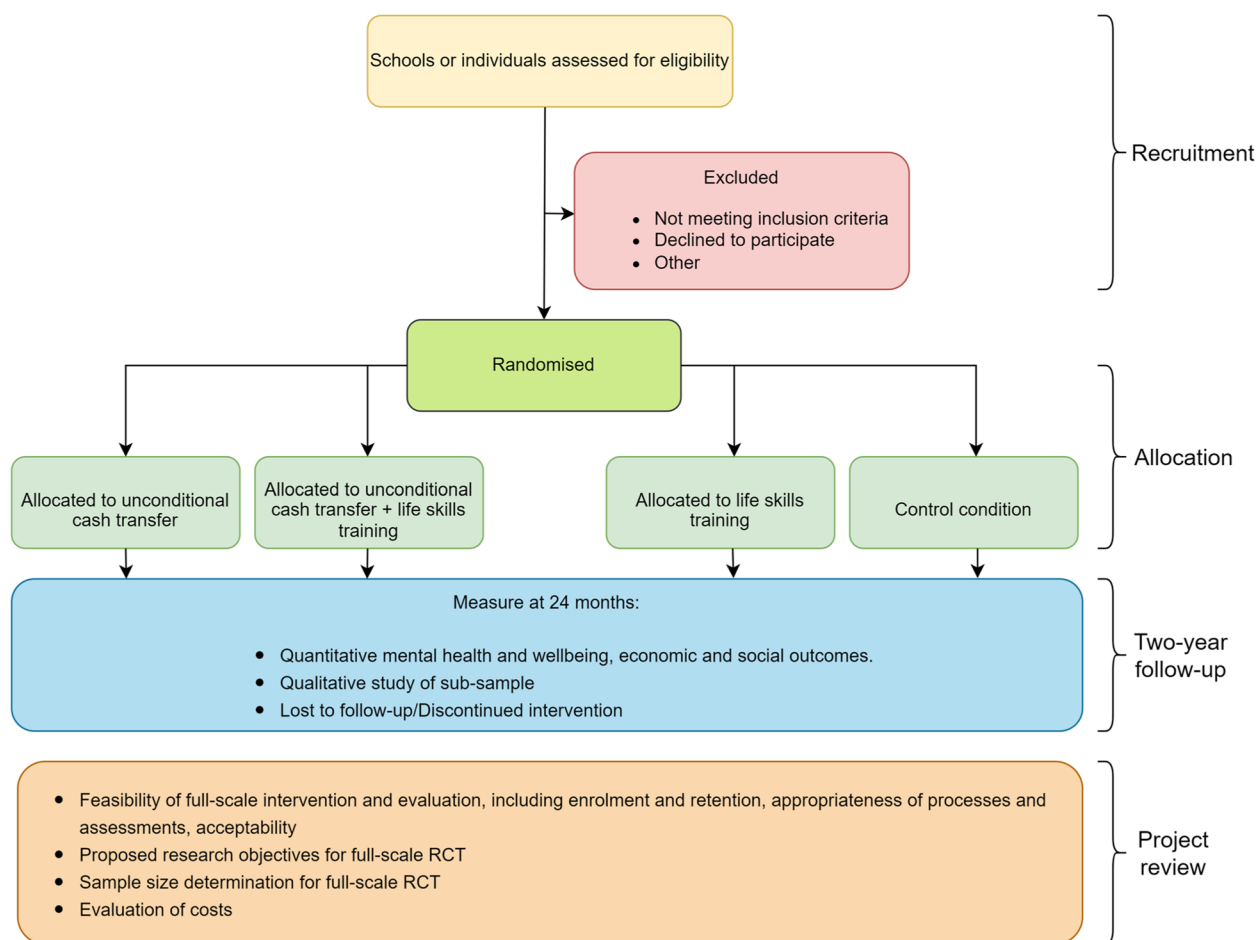 Schools or individuals assessed for eligibility
Recruitment
Excluded
• Not meeting inclusion criteria
• Declined to participate
• Other
Randomised
Allocation
Allocated to unconditional
cash transfer
Allocated to unconditional
cash transfer + life skills
training
Allocated to life skills
training
Control condition
Measure at 24 months:
• Quantitative mental health and wellbeing, economic and social outcomes.
• Qualitative study of sub-sample
• Lost to follow-up/Discontinued intervention
Two-year
follow-up
• Feasibility of full-scale intervention and evaluation, including enrolment and retention, appropriateness of processes and
assessments, acceptability
• Proposed research objectives for full-scale RCT
• Sample size determination for full-scale RCT
• Evaluation of costs
Project
review